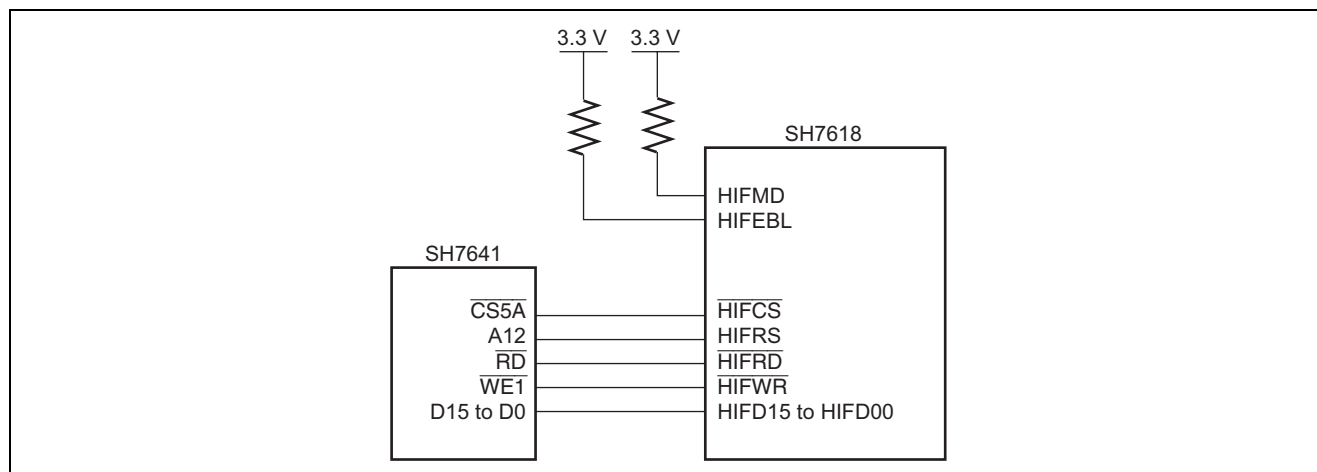 3.3 V 3.3 V
SH7618
HIFMD
HIFEBL
SH7641
CS5A HIFCS
A12 HIFRS
RD HIFRD
WE1 HIFWR
D15 to D0 HIFD15 to HIFD00